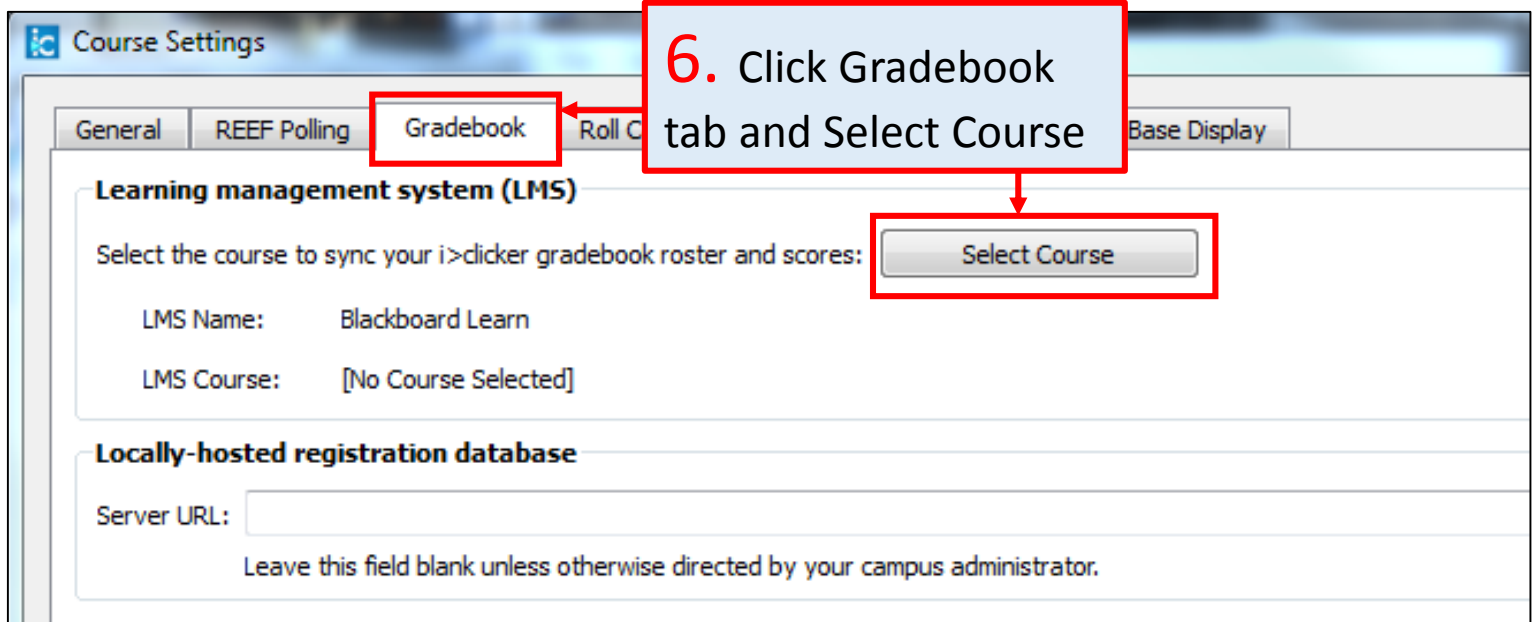 Course Settings
6. Click Gradebook
tab and Select Course
General REEF Polling Gradebook Roll Base Display
Learning management system (LMS)
Select the course to sync your i>clicker gradebook roster and scores: Select Course
LMS Name: Blackboard Learn
LMS Course: [No Course Selected]
Locally-hosted registration database
Server URL:
Leave this field blank unless otherwise directed by your campus administrator.